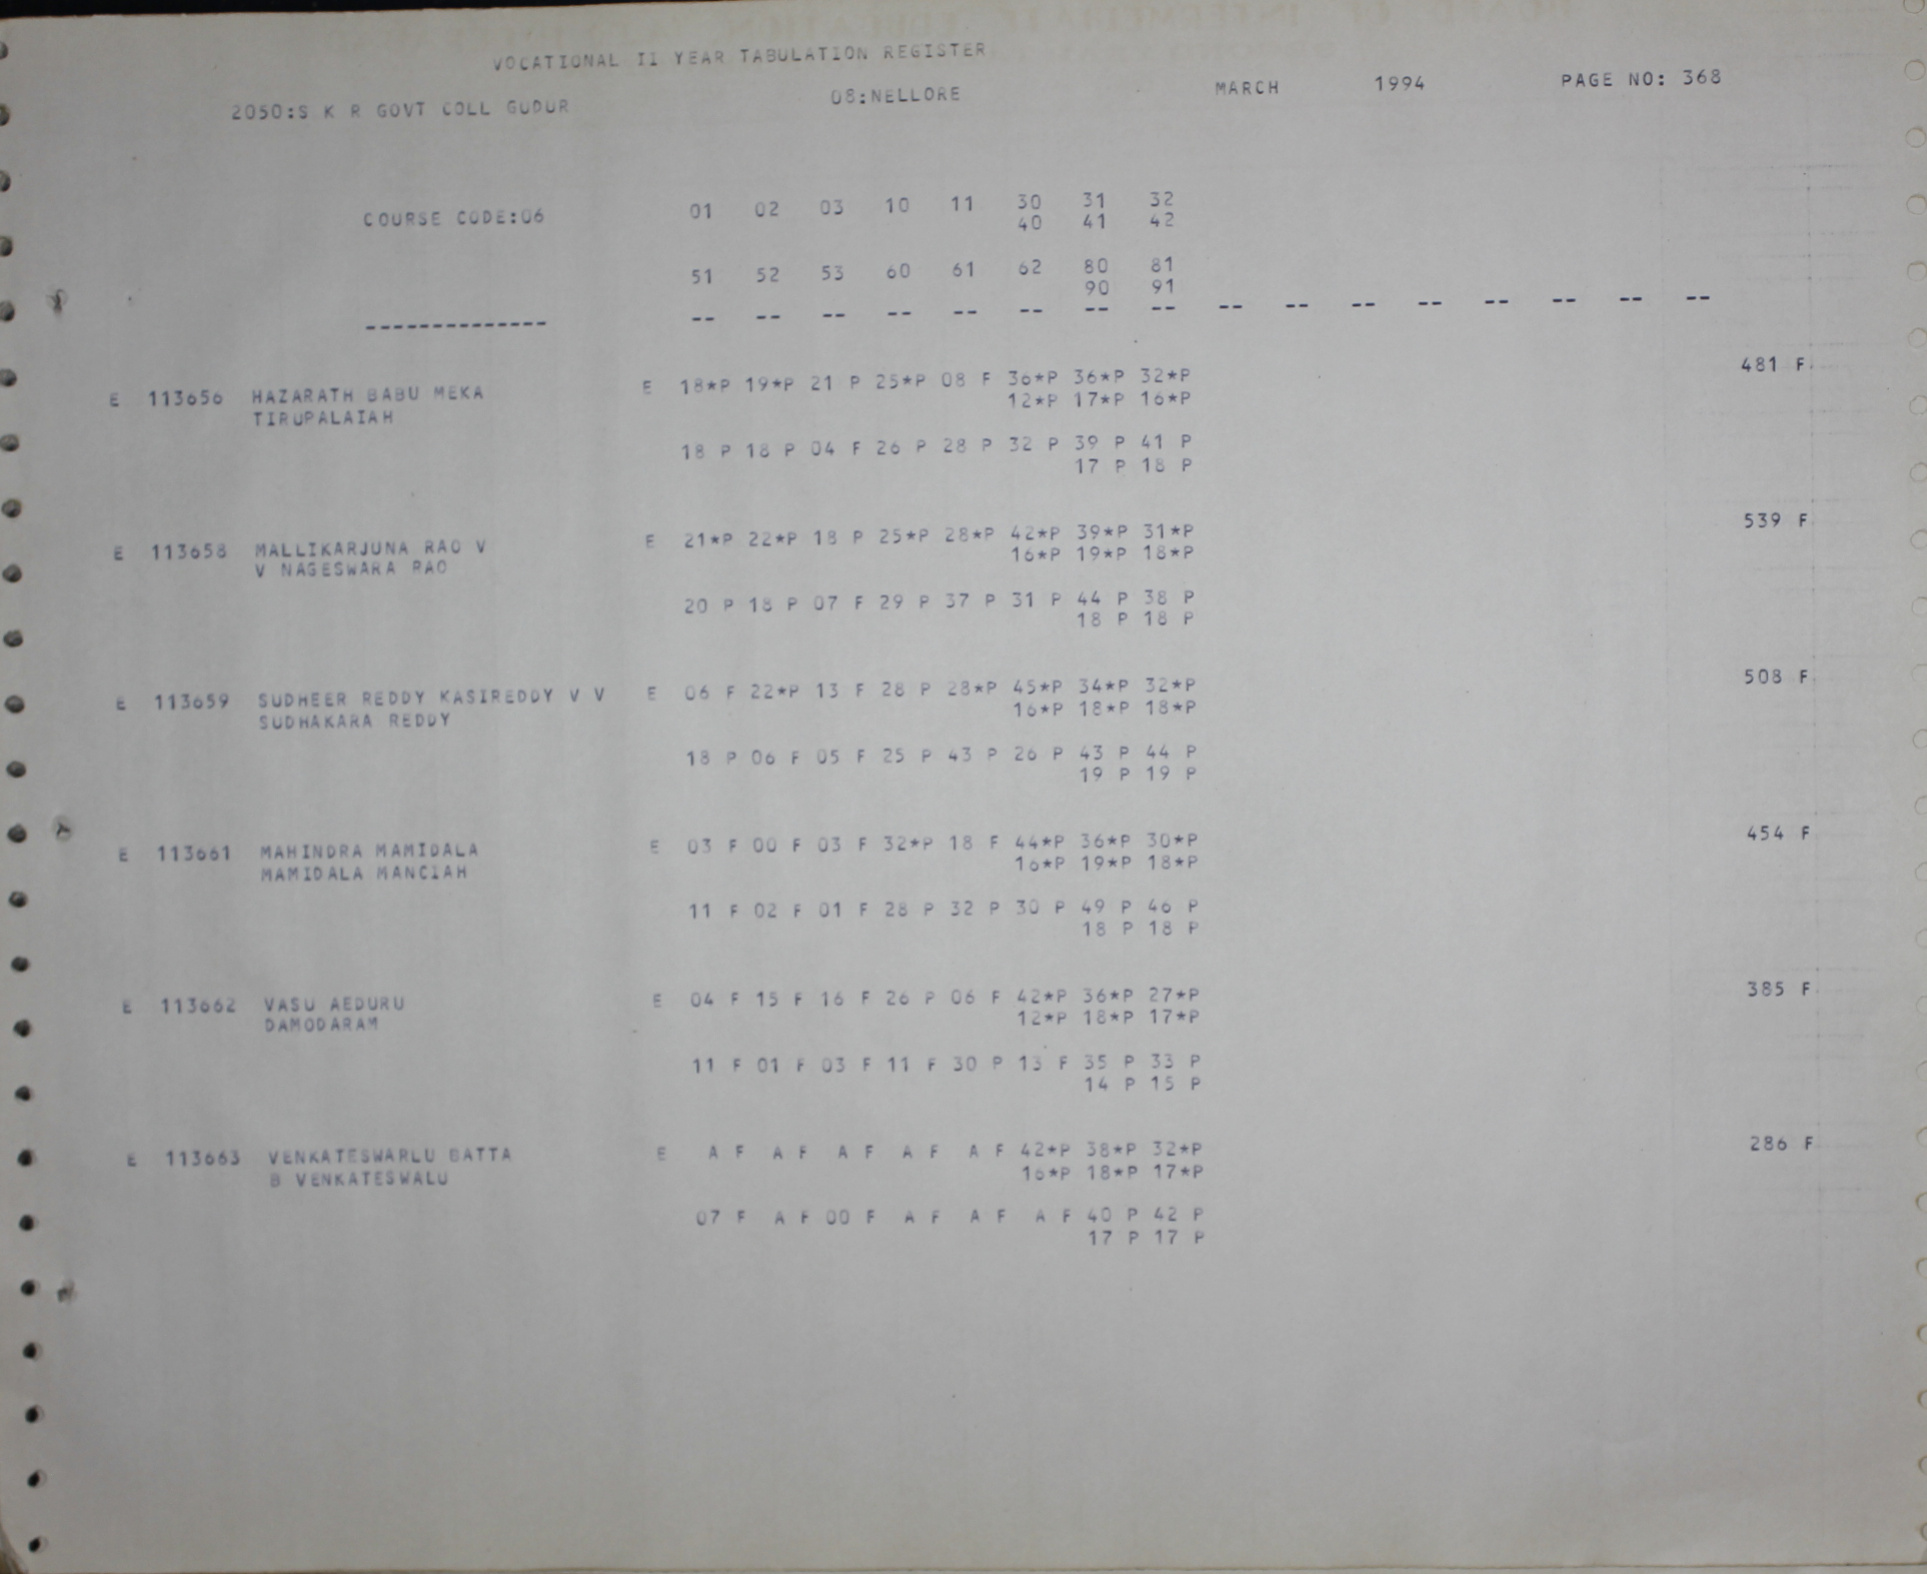 VOCATIONAL II YEAR TABULATION REGISTER
2050:S K R GOVT COLL GUDUR 08:NELLORE MARCH 1994 PAGE NO: 368
COURSE CODE:06 01 02 03 10 11 30 31 32
40 41 42
51 52 53 60 61 62 80 81
90 91
-------------- -- -- -- -- -- -- -- -- -- -- -- -- -- -- -- --
E 113656 HAZARATH BABU MEKA E 18*P 19*P 21 P 25*P 08 F 36*P 36*P 32*P 481 F
TIRUPALAIAH 12*P 17*P 16*P
18 P 18 P 04 F 26 P 28 P 32 P 39 P 41 P
17 P 18 P
E 113658 MALLIKARJUNA RAO V E 21*P 22*P 18 P 25*P 28*P 42*P 39*P 31*P 539 F
V NAGESWARA RAO 16*P 19*P 18*P
20 P 18 P 07 F 29 P 37 P 31 P 44 P 38 P
18 P 18 P
E 113659 SUDHEER REDDY KASIREDDY V V E 06 F 22*P 13 F 28 P 28*P 45*P 34*P 32*P 508 F
SUDHAKARA REDDY 16*P 18*P 18*P
18 P 06 F 05 F 25 P 43 P 26 P 43 P 44 P
19 P 19 P
E 113661 MAHINDRA MAMIDALA E 03 F 00 F 03 F 32*P 18 F 44*P 36*P 30*P 454 F
MAMIDALA MANCIAH 16*P 19*P 18*P
11 F 02 F 01 F 28 P 32 P 30 P 49 P 46 P
18 P 18 P
E 113662 VASU AEDURU E 04 F 15 F 16 F 26 P 06 F 42*P 36*P 27*P 385 F
DAMODARAM 12*P 18*P 17*P
11 F 01 F 03 F 11 F 30 P 13 F 35 P 33 P
14 P 15 P
E 113663 VENKATESWARLU BATTA E A F A F A F A F A F 42*P 38*P 32*P 286 F
B VENKATESWALU 16*P 18*P 17*P
07 F A F 00 F A F A F A F 40 P 42 P
17 P 17 P